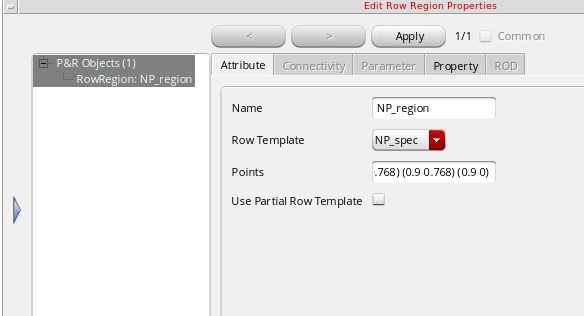 Edit Row Region Properties
< > Apply 1/1 Common
P&R Objects (1)
RowRegion: NP_region
Attribute Connectivity Parameter Property ROD
Name NP_region
Row Template NP_spec
Points .768) (0.9 0.768) (0.9 0)
Use Partial Row Template